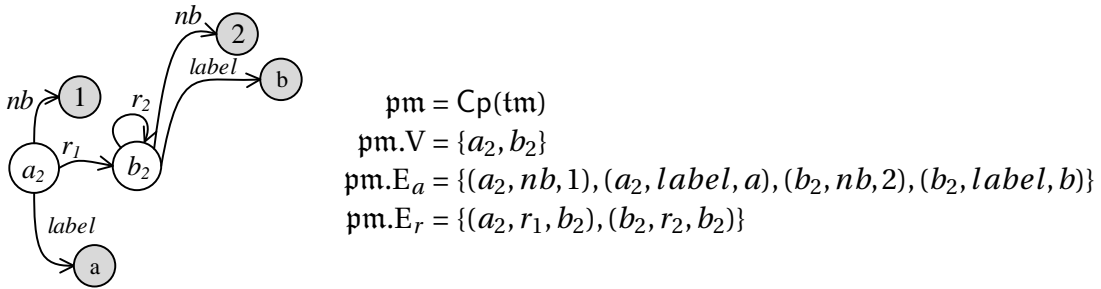 nb
2
label
b
nb
1
r₂
r₁
a₂
b₂
label
a
𝔭𝔪 = Cp(𝔱𝔪)
𝔭𝔪.V = {a₂, b₂}
𝔭𝔪.Eₐ = {(a₂, nb, 1), (a₂, label, a), (b₂, nb, 2), (b₂, label, b)}
𝔭𝔪.Eᵣ = {(a₂, r₁, b₂), (b₂, r₂, b₂)}